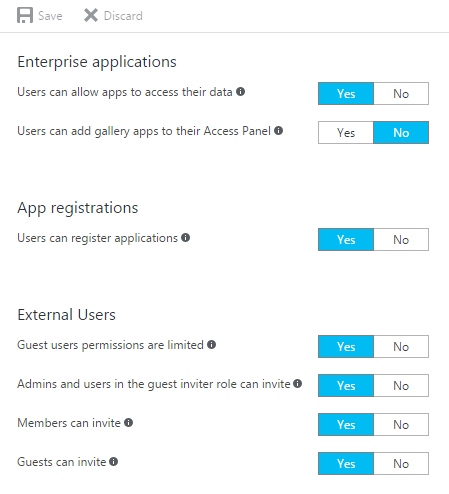 Save Discard
Enterprise applications
Users can allow apps to access their data Yes No
Users can add gallery apps to their Access Panel Yes No
App registrations
Users can register applications Yes No
External Users
Guest users permissions are limited Yes No
Admins and users in the guest inviter role can invite Yes No
Members can invite Yes No
Guests can invite Yes No